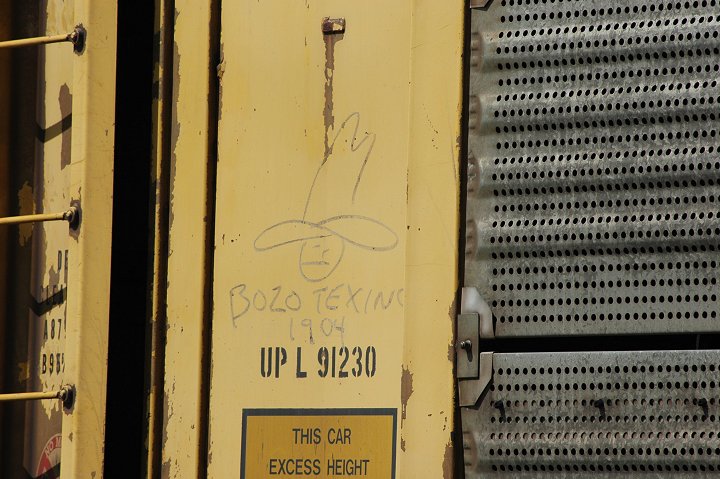 BOZO TEXINO
1904
UP L 91230
THIS CAR
EXCESS HEIGHT